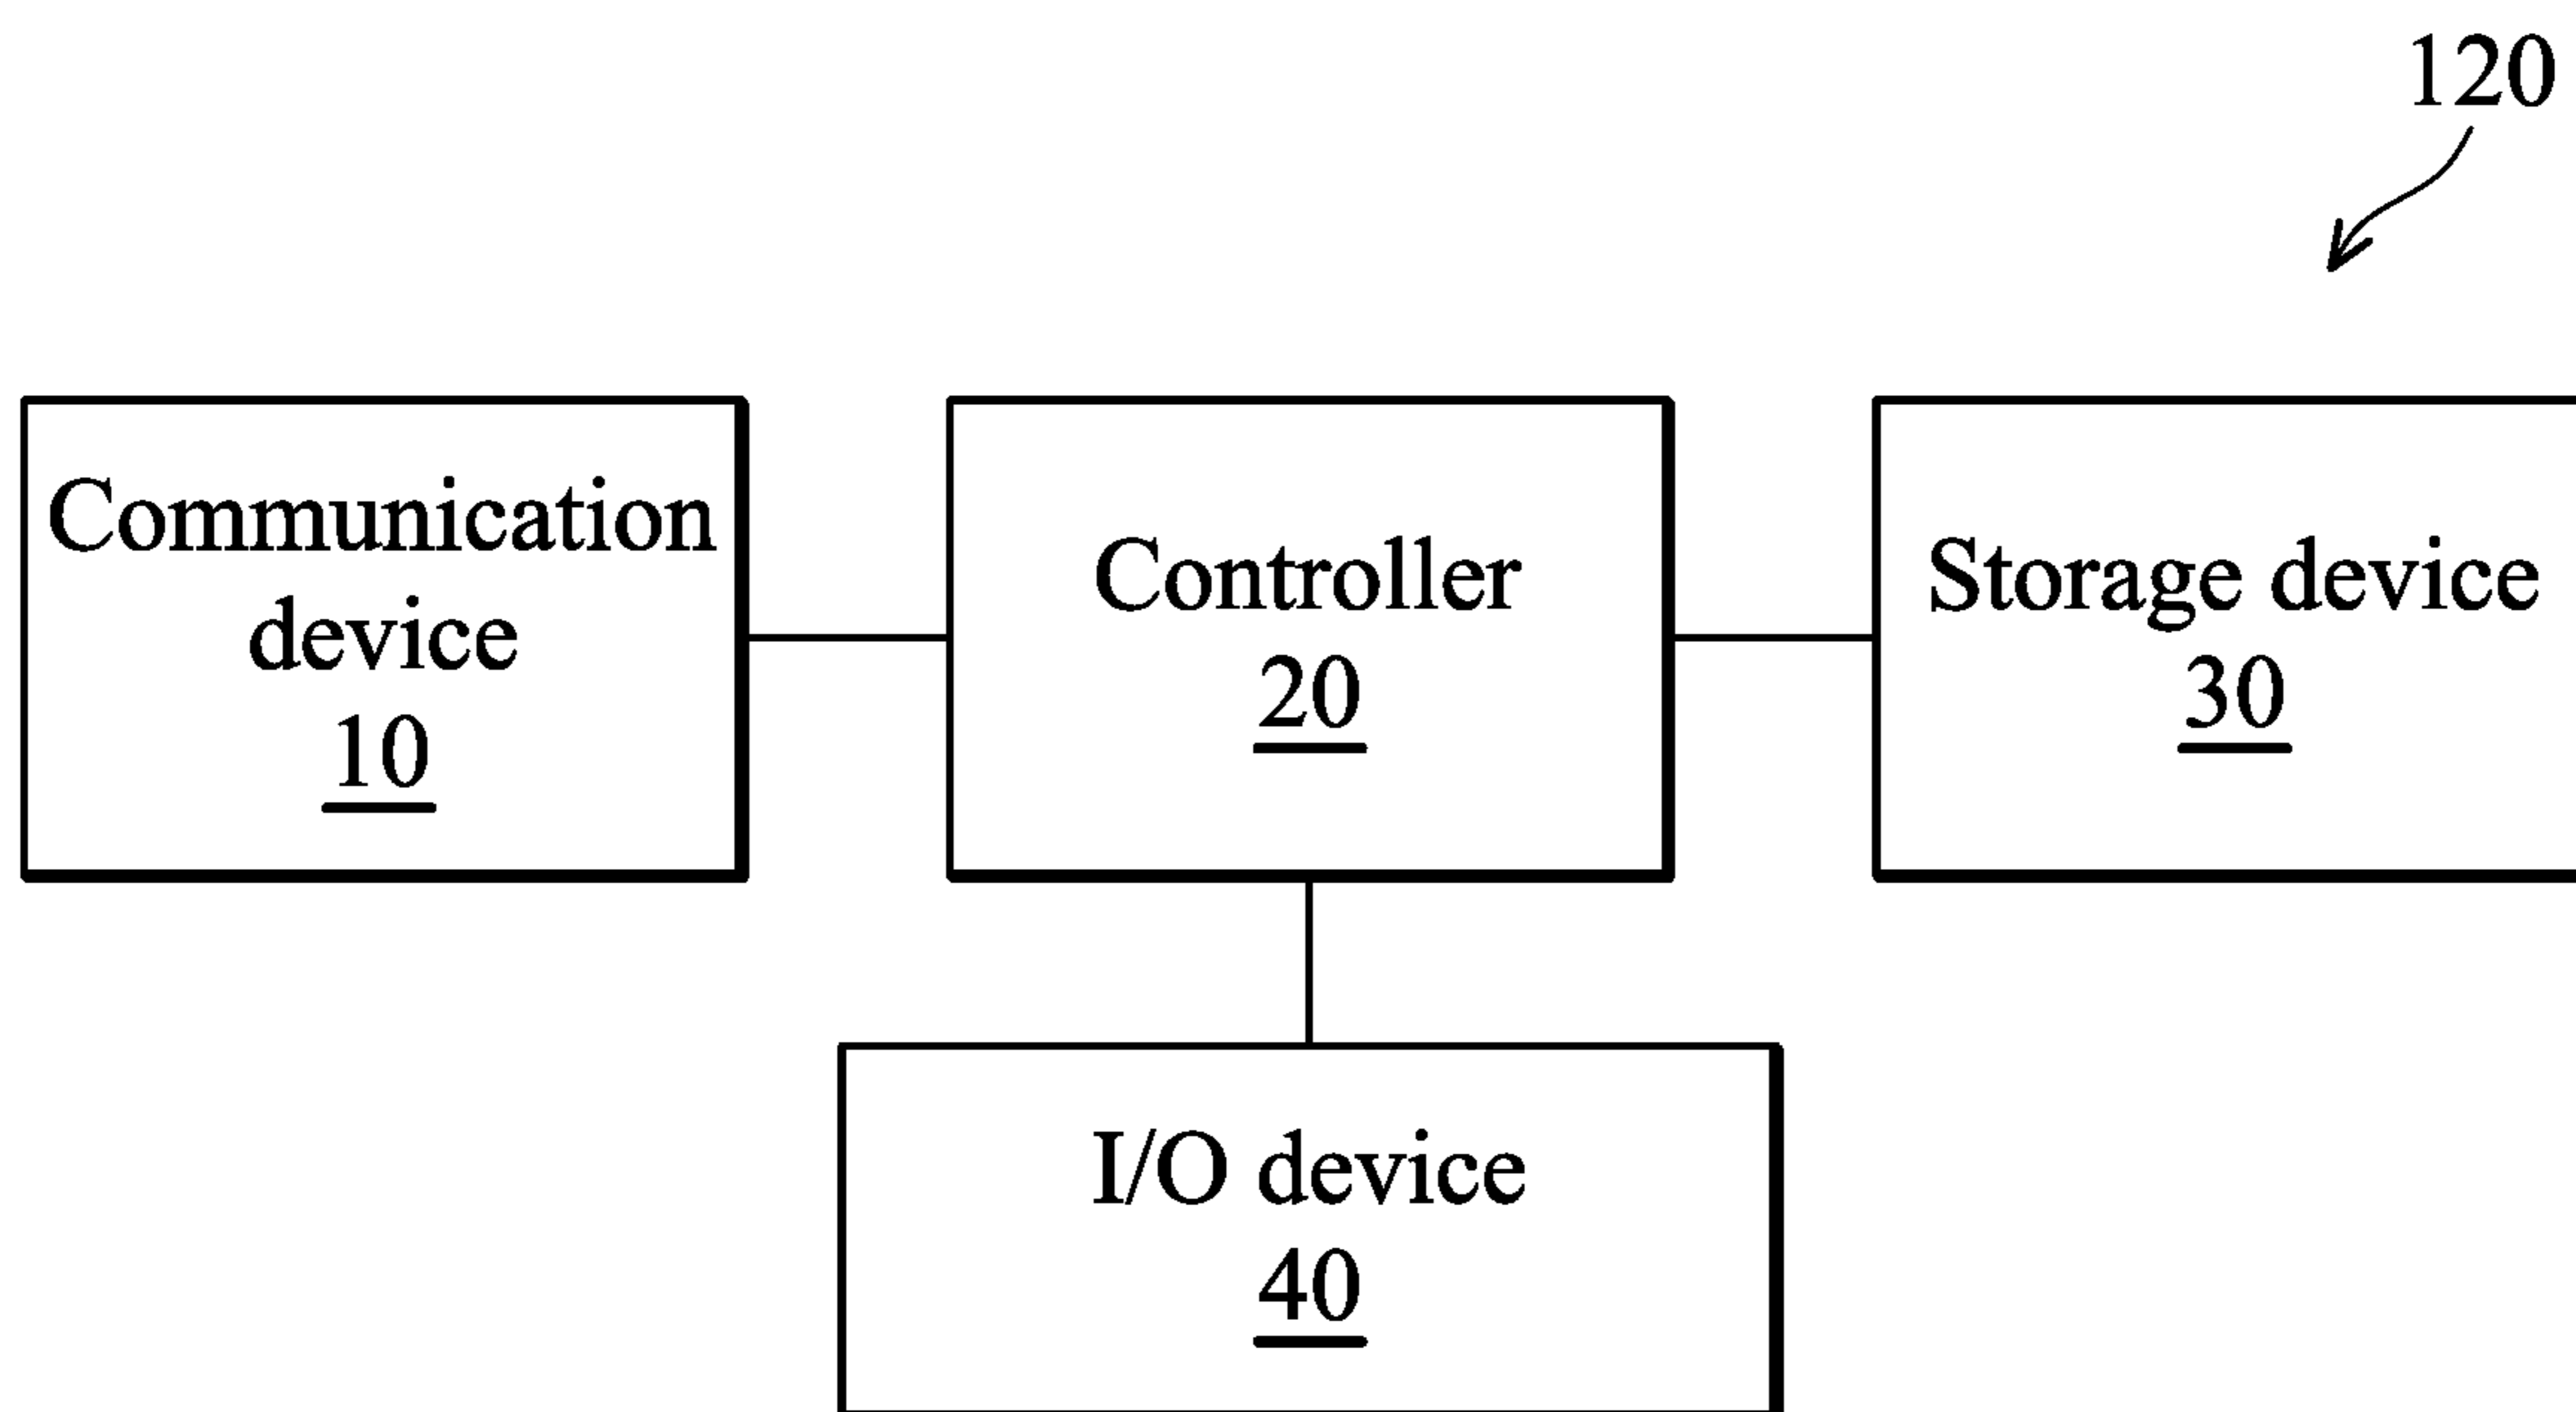 120
Communication
device
10
Controller
20
Storage device
30
I/O device
40